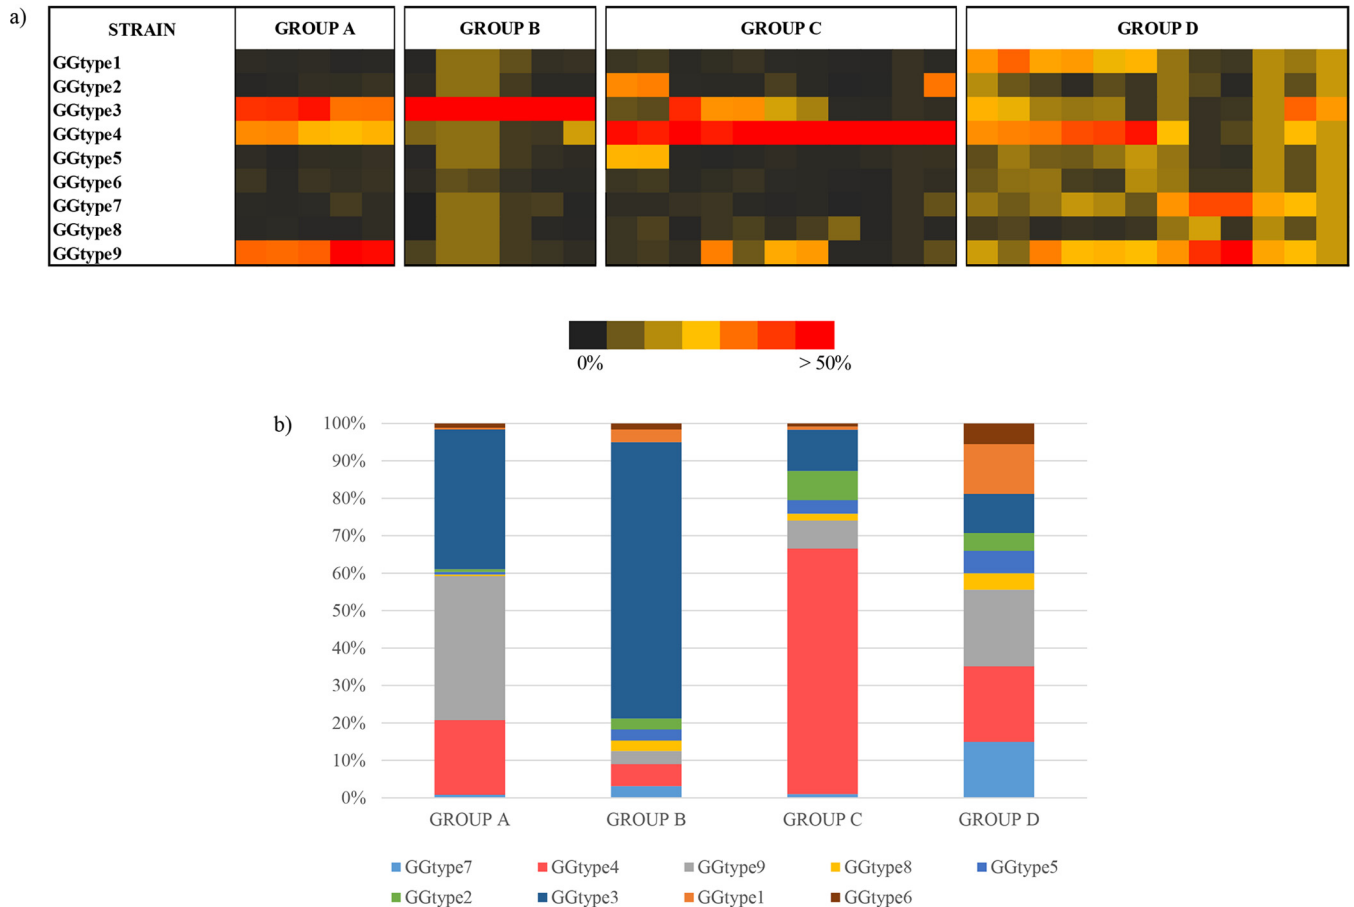 a)
STRAIN GROUP A GROUP B GROUP C GROUP D
GGtype1
GGtype2
GGtype3
GGtype4
GGtype5
GGtype6
GGtype7
GGtype8
GGtype9
0% > 50%
b)
100%
90%
80%
70%
60%
50%
40%
30%
20%
10%
0%
GROUP A GROUP B GROUP C GROUP D
GGtype7 GGtype4 GGtype9 GGtype8 GGtype5
GGtype2 GGtype3 GGtype1 GGtype6